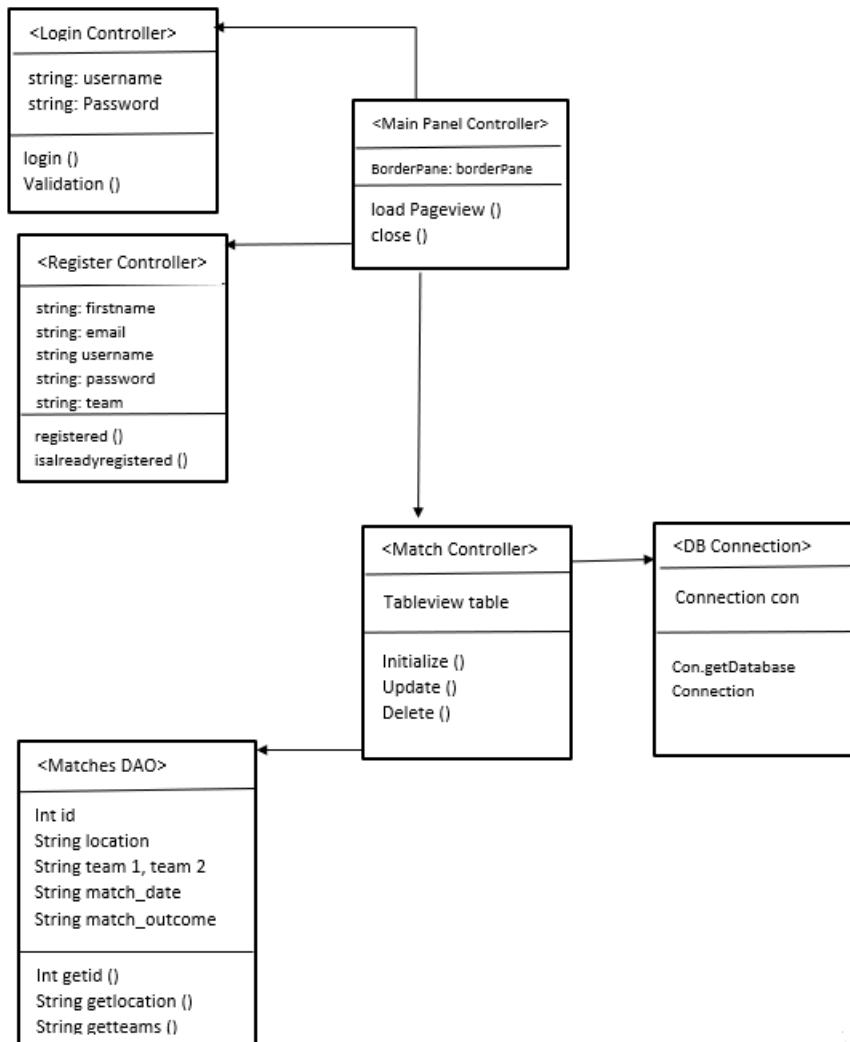 <Login Controller>
string: username
string: Password
login ()
Validation ()
<Main Panel Controller>
BorderPane: borderPane
load Pageview ()
close ()
<Register Controller>
string: firstname
string: email
string username
string: password
string: team
registered ()
isalreadyregistered ()
<Match Controller>
Tableview table
Initialize ()
Update ()
Delete ()
<DB Connection>
Connection con
Con.getDatabase
Connection
<Matches DAO>
Int id
String location
String team 1, team 2
String match_date
String match_outcome
Int getid ()
String getlocation ()
String getteams ()